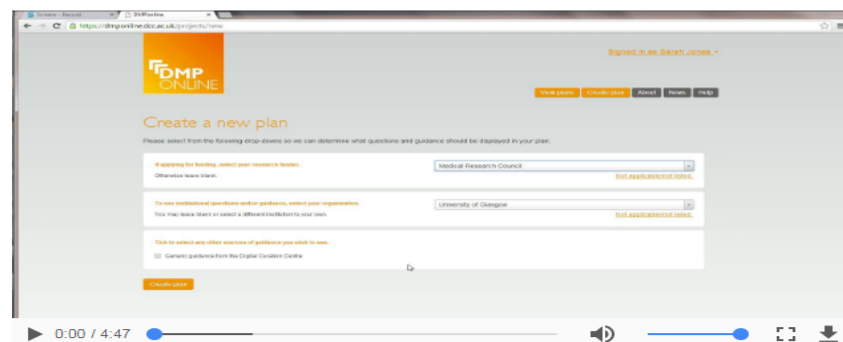 Screen - Record
DMPonline
https://dmponline.dcc.ac.uk/projects/new
Signed in as Sarah Jones
DMP
ONLINE
View plans Create plan About News Help
Create a new plan
Please select from the following drop-downs so we can determine what questions and guidance should be displayed in your plan.
If applying for funding, select your research funder.
Medical Research Council
Otherwise leave blank.
Not applicable/not listed.
To see institutional questions and/or guidance, select your organisation.
University of Glasgow
You may leave blank or select a different institution to your own.
Not applicable/not listed.
Tick to select any other sources of guidance you wish to see.
Generic guidance from the Digital Curation Centre
Create plan
0:00 / 4:47